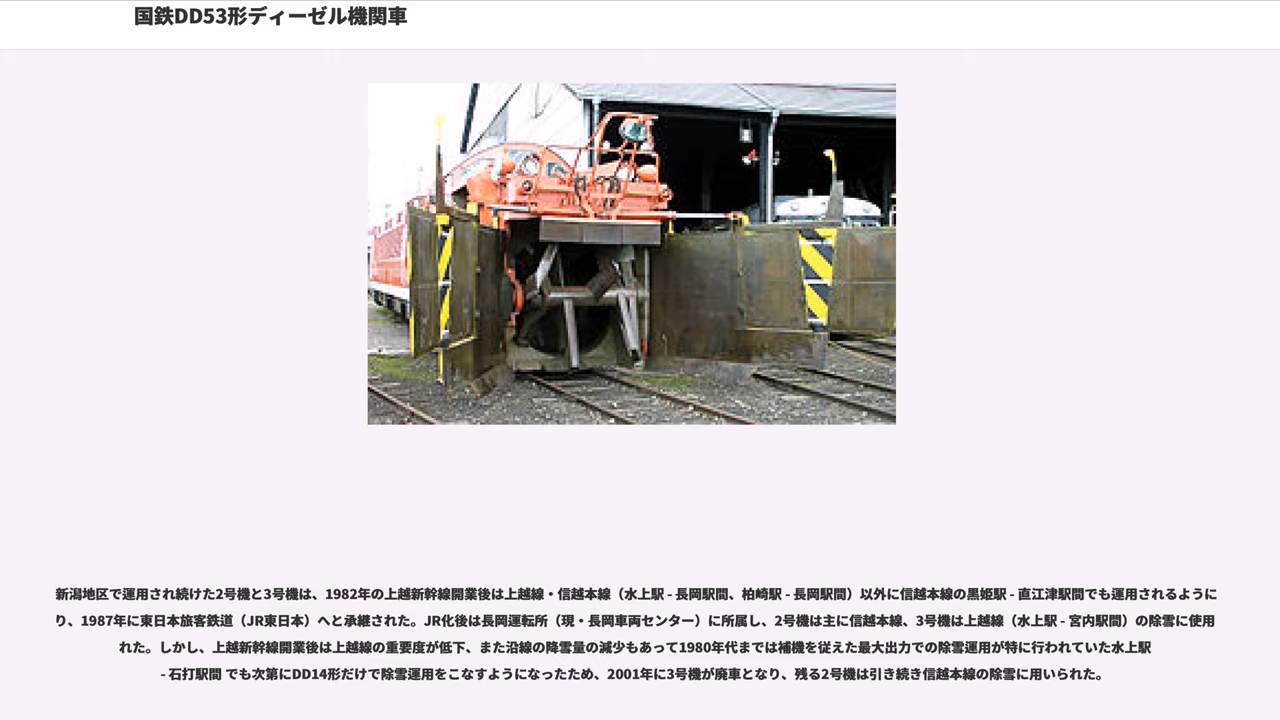 国鉄DD53形ディーゼル機関車
新潟地区で運用され続けた2号機と3号機は、1982年の上越新幹線開業後は上越線・信越本線（水上駅 - 長岡駅間、柏崎駅 - 長岡駅間）以外に信越本線の黒姫駅 - 直江津駅間でも運用されるように
り、1987年に東日本旅客鉄道（JR東日本）へと承継された。JR化後は長岡運転所（現・長岡車両センター）に所属し、2号機は主に信越本線、3号機は上越線（水上駅 - 宮内駅間）の除雪に使用
れた。しかし、上越新幹線開業後は上越線の重要度が低下、また沿線の降雪量の減少もあって1980年代までは補機を従えた最大出力での除雪運用が特に行われていた水上駅
- 石打駅間 でも次第にDD14形だけで除雪運用をこなすようになったため、2001年に3号機が廃車となり、残る2号機は引き続き信越本線の除雪に用いられた。